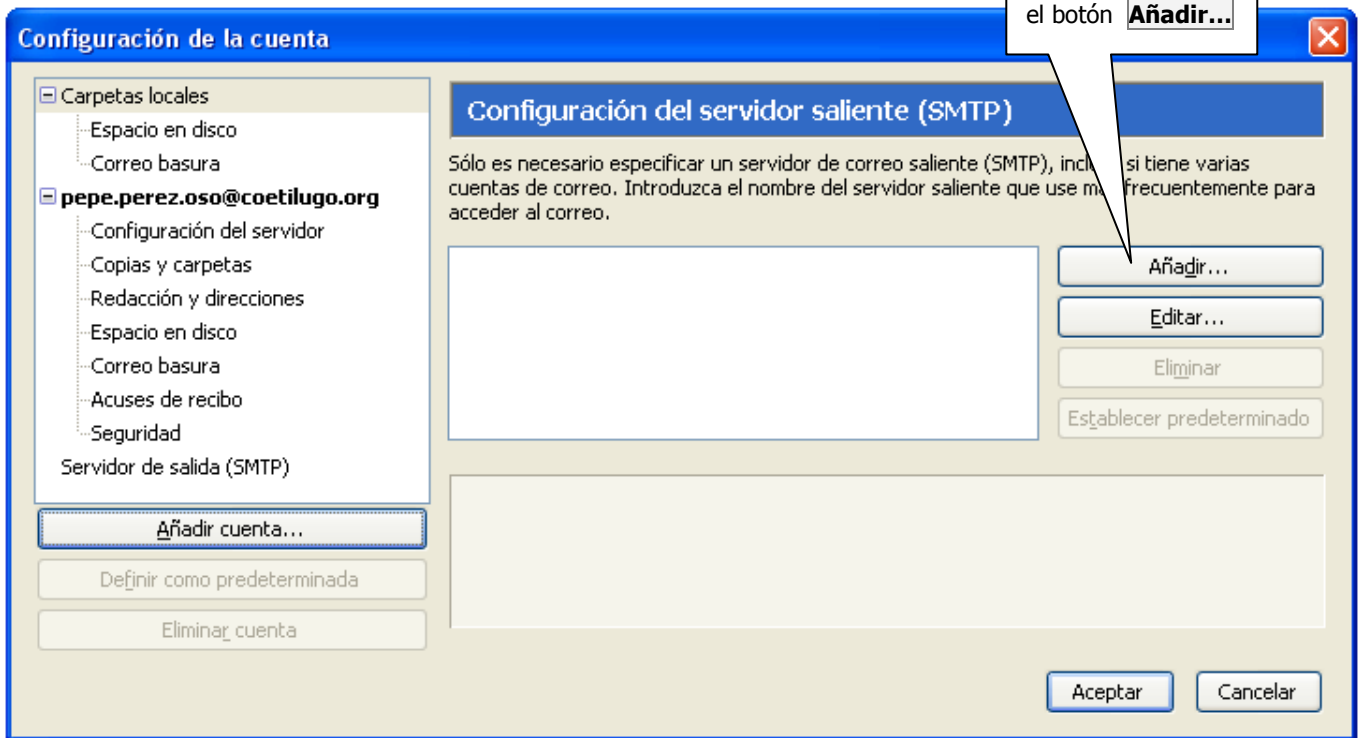 el botón Añadir...
Configuración de la cuenta
Carpetas locales
Espacio en disco
Correo basura
pepe.perez.oso@coetilugo.org
Configuración del servidor
Copias y carpetas
Redacción y direcciones
Espacio en disco
Correo basura
Acuses de recibo
Seguridad
Servidor de salida (SMTP)
Añadir cuenta...
Definir como predeterminada
Eliminar cuenta
Configuración del servidor saliente (SMTP)
Sólo es necesario especificar un servidor de correo saliente (SMTP), si tiene varias
cuentas de correo. Introduzca el nombre del servidor saliente que use frecuentemente para
acceder al correo.
Añadir...
Editar...
Eliminar
Establecer predeterminado
Aceptar
Cancelar